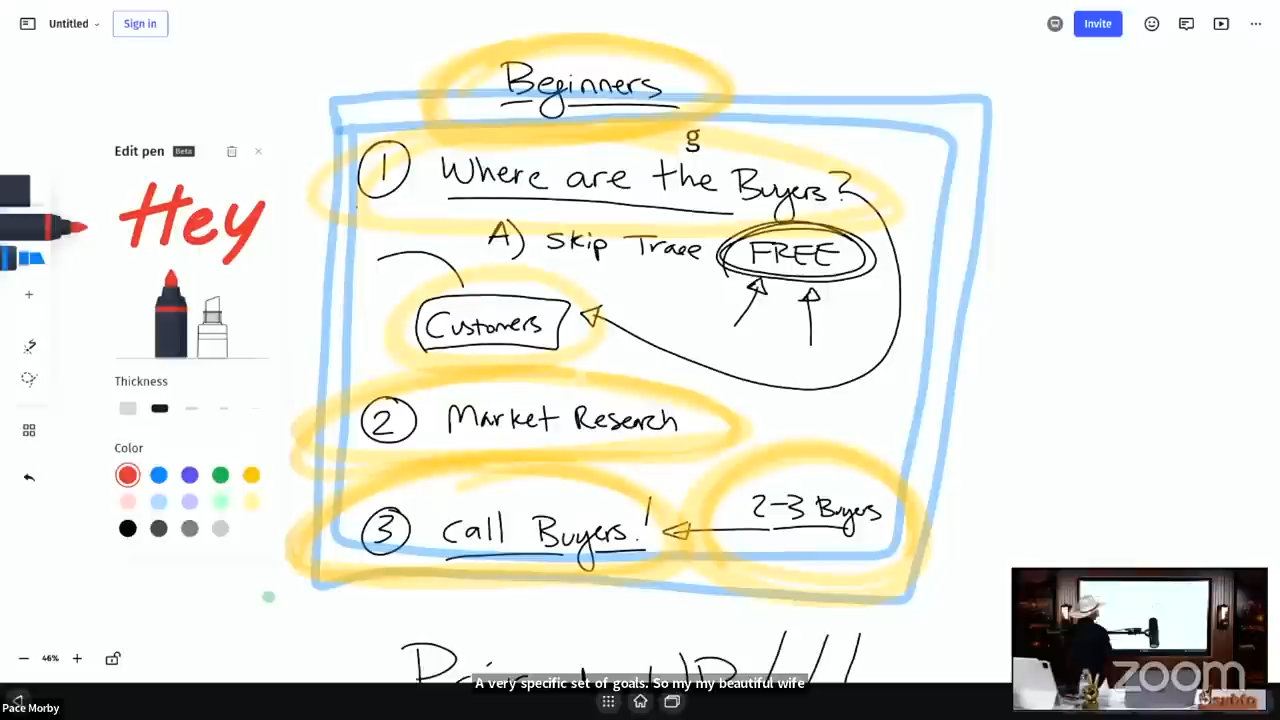 Untitled
Sign in
Invite
Beginners
g
Edit pen Beta
Hey
1 Where are the Buyers?
A) Skip Trace FREE
Customers
Thickness
2 Market Research
Color
2-3 Buyers
3 Call Buyers!
46%
A very specific set of goals. So my my beautiful wife
zoom
Pace Morby